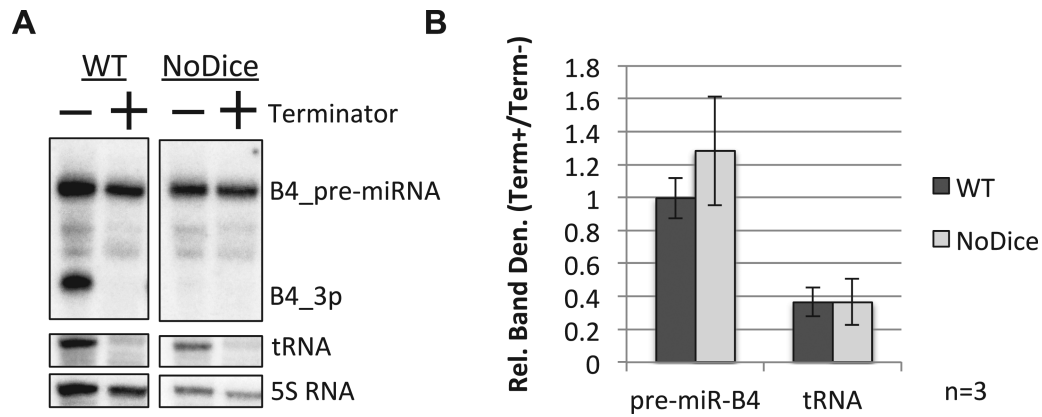 A
WT NoDice
− + − + Terminator
B4_pre-miRNA
B4_3p
tRNA
5S RNA
B
Rel. Band Den. (Term+/Term-)
1.8
1.6
1.4
1.2
1
0.8
0.6
0.4
0.2
0
pre-miR-B4 tRNA
WT
NoDice
n=3